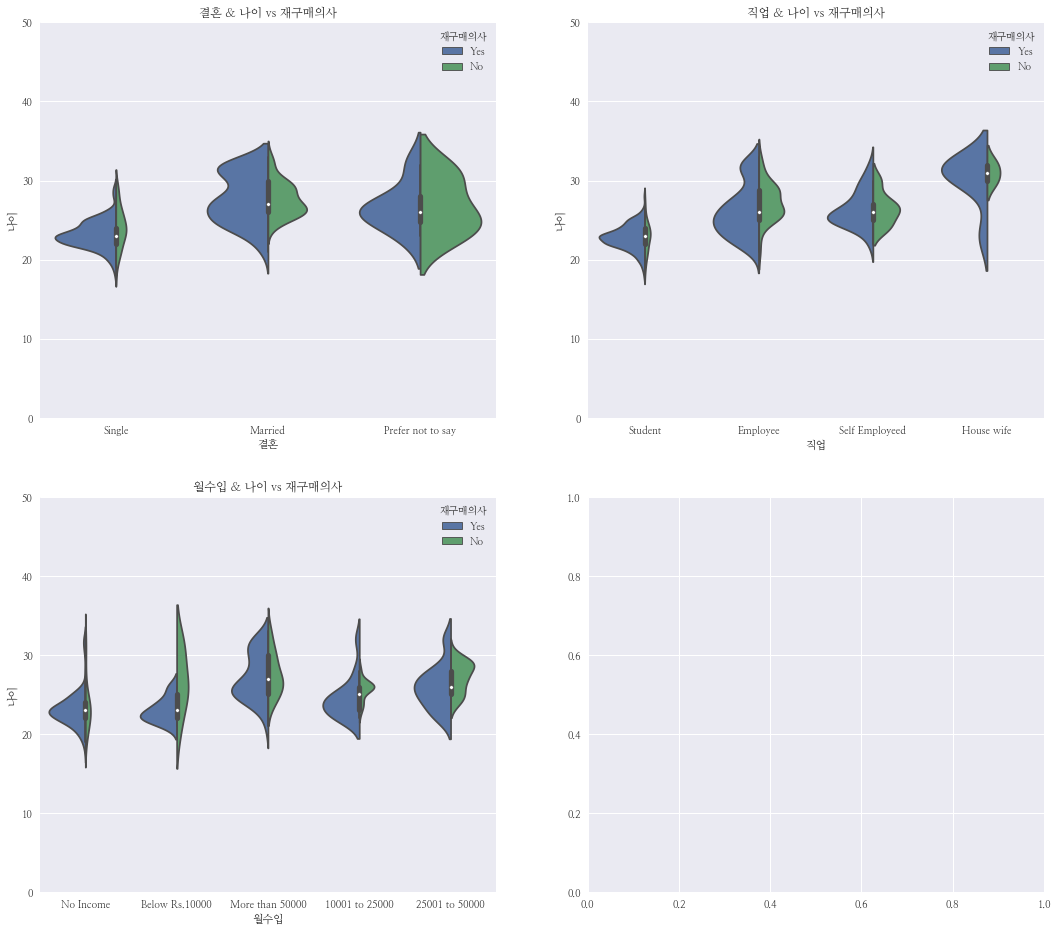 결혼 & 나이 vs 재구매의사
재구매의사
Yes
No
50
40
30
20
10
0
나이
Single Married Prefer not to say
결혼
직업 & 나이 vs 재구매의사
재구매의사
Yes
No
50
40
30
20
10
0
나이
Student Employee Self Employeed House wife
직업
월수입 & 나이 vs 재구매의사
재구매의사
Yes
No
50
40
30
20
10
0
나이
No Income Below Rs.10000 More than 50000 10001 to 25000 25001 to 50000
월수입
1.0
0.8
0.6
0.4
0.2
0.0
0.0 0.2 0.4 0.6 0.8 1.0